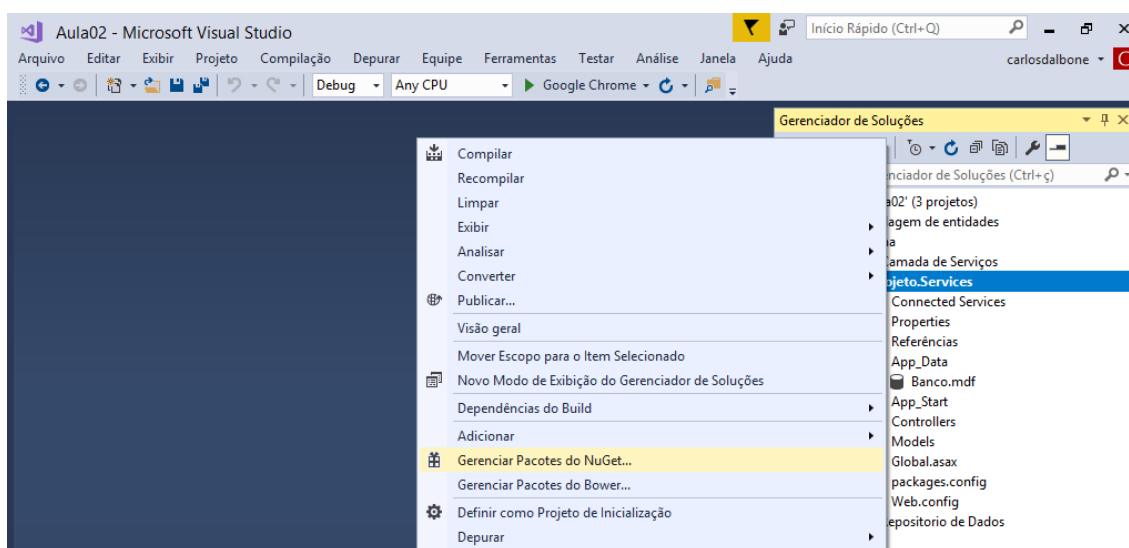 Aula02 - Microsoft Visual Studio
Início Rápido (Ctrl+Q)
Arquivo Editar Exibir Projeto Compilação Depurar Equipe Ferramentas Testar Análise Janela Ajuda
carlosdalbone
Debug Any CPU Google Chrome
Gerenciador de Soluções
Compilar
Recompilar
Limpar
Exibir
Analisar
Converter
Publicar...
Visão geral
Mover Escopo para o Item Selecionado
Novo Modo de Exibição do Gerenciador de Soluções
Dependências do Build
Adicionar
Gerenciar Pacotes do NuGet...
Gerenciar Pacotes do Bower...
Definir como Projeto de Inicialização
Depurar
nciador de Soluções (Ctrl+ç)
a02' (3 projetos)
agem de entidades
na
Camada de Serviços
ojeto.Services
Connected Services
Properties
Referências
App_Data
Banco.mdf
App_Start
Controllers
Models
Global.asax
packages.config
Web.config
epositorio de Dados